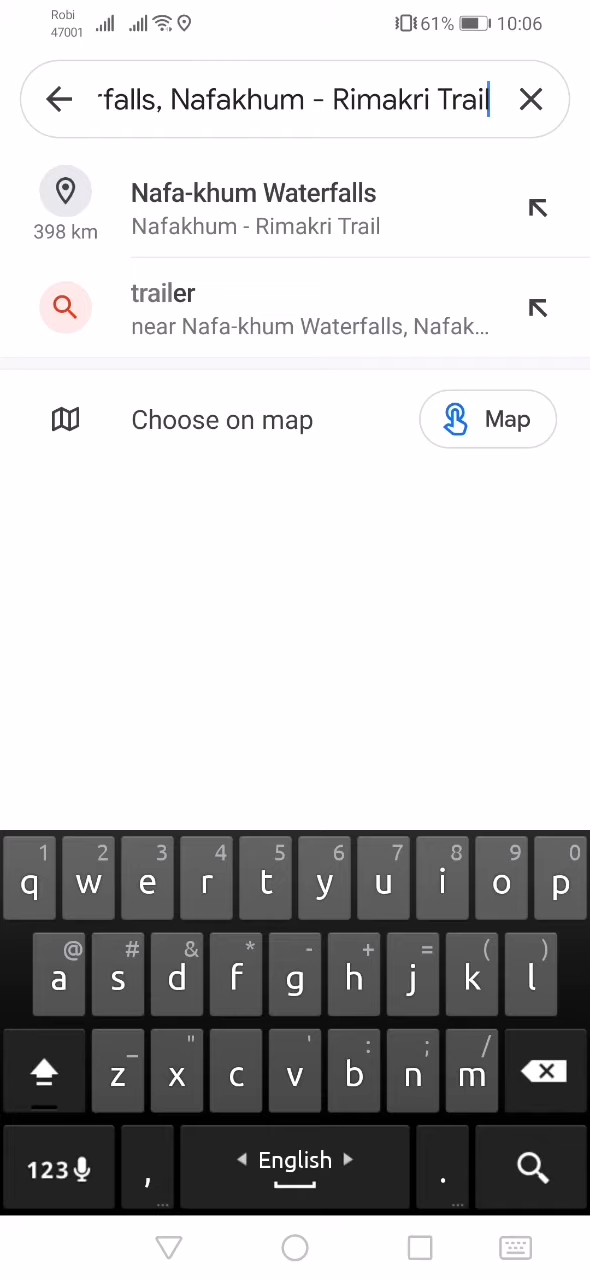 Robi
47001
61% 10:06
rfalls, Nafakhum - Rimakri Trail
Nafa-khum Waterfalls
398 km
Nafakhum - Rimakri Trail
trailer
near Nafa-khum Waterfalls, Nafak...
Choose on map
Map
1 2 3 4 5 6 7 8 9 0
q w e r t y u i o p
@ # & * - + = ( )
a s d f g h j k l
_ " ' : ; /
z x c v b n m
123 , English .